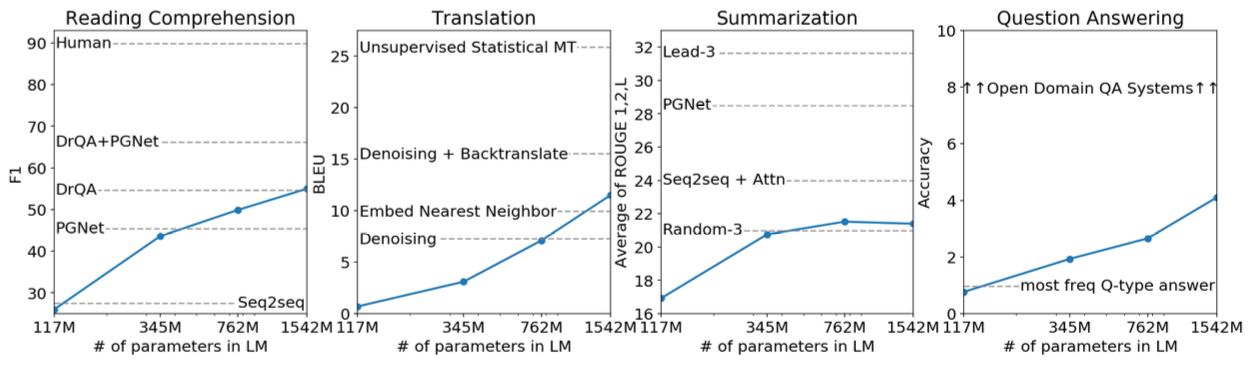 Reading Comprehension
F1
90
80
70
60
50
40
30
Human
DrQA+PGNet
DrQA
PGNet
Seq2seq
117M 345M 762M 1542M
# of parameters in LM
Translation
BLEU
25
20
15
10
5
0
Unsupervised Statistical MT
Denoising + Backtranslate
Embed Nearest Neighbor
Denoising
117M 345M 762M 1542M
# of parameters in LM
Summarization
Average of ROUGE 1,2,L
32
30
28
26
24
22
20
18
16
Lead-3
PGNet
Seq2seq + Attn
Random-3
117M 345M 762M 1542M
# of parameters in LM
Question Answering
Accuracy
10
8
6
4
2
0
↑↑Open Domain QA Systems↑↑
most freq Q-type answer
117M 345M 762M 1542M
# of parameters in LM